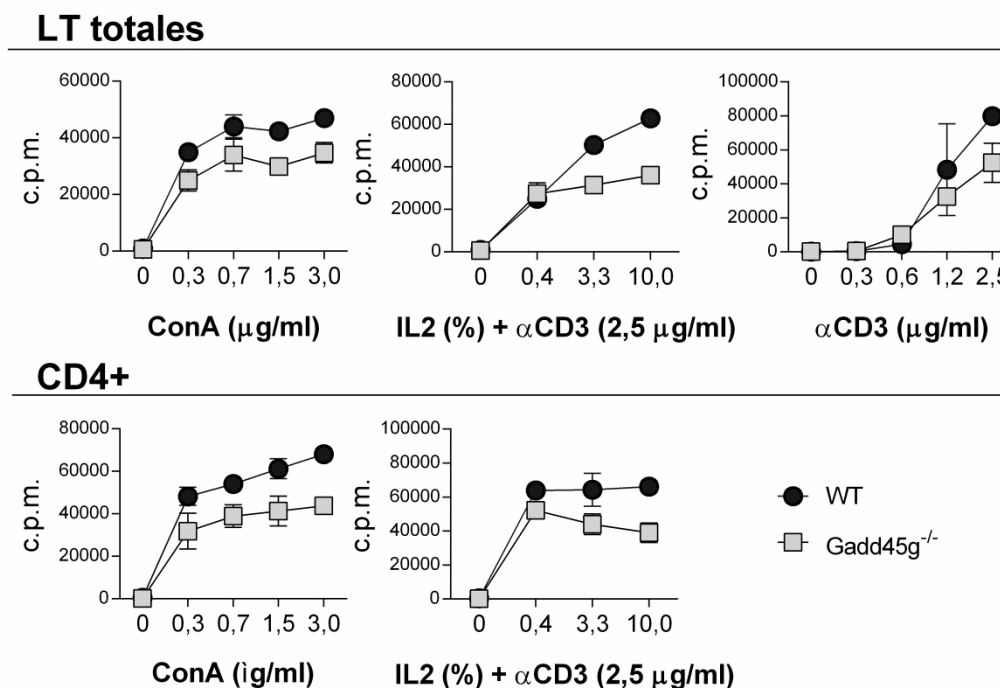 LT totales
60000
40000
20000
0
c.p.m.
0 0,3 0,7 1,5 3,0
ConA (μg/ml)
80000
60000
40000
20000
0
c.p.m.
0 0,4 3,3 10,0
IL2 (%) + αCD3 (2,5 μg/ml)
100000
80000
60000
40000
20000
0
c.p.m.
0 0,3 0,6 1,2 2,5
αCD3 (μg/ml)
CD4+
80000
60000
40000
20000
0
c.p.m.
0 0,3 0,7 1,5 3,0
ConA (ìg/ml)
100000
80000
60000
40000
20000
0
c.p.m.
0 0,4 3,3 10,0
IL2 (%) + αCD3 (2,5 μg/ml)
WT
Gadd45g-/-